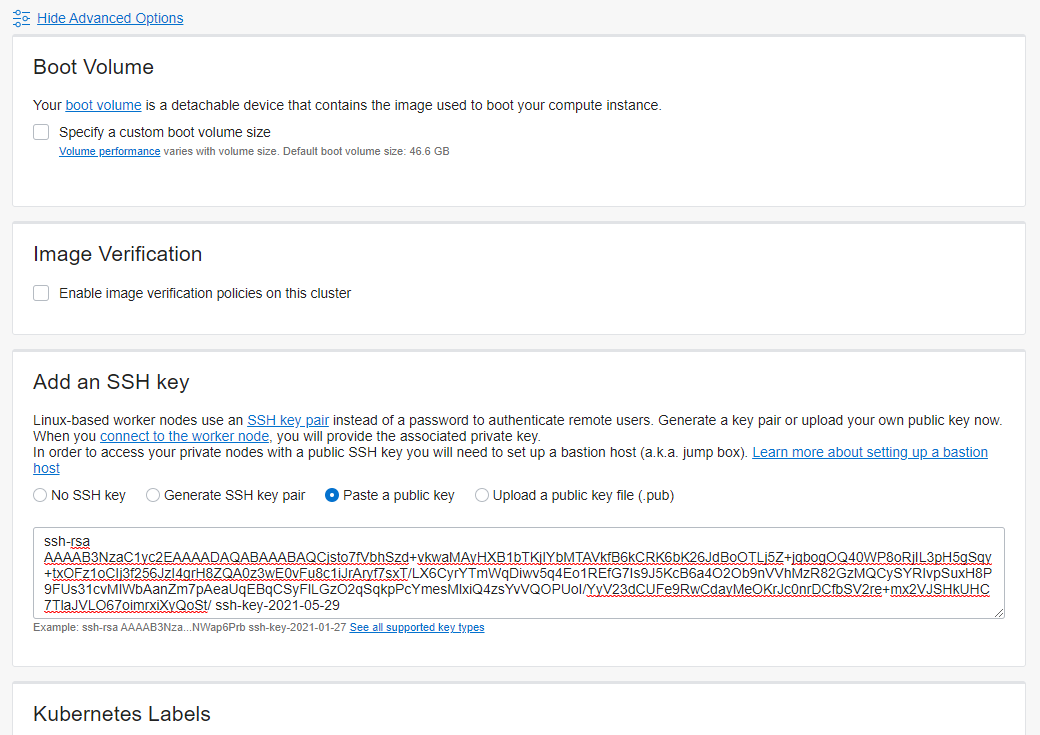 Hide Advanced Options
Boot Volume
Your boot volume is a detachable device that contains the image used to boot your compute instance.
Specify a custom boot volume size
Volume performance varies with volume size. Default boot volume size: 46.6 GB
Image Verification
Enable image verification policies on this cluster
Add an SSH key
Linux-based worker nodes use an SSH key pair instead of a password to authenticate remote users. Generate a key pair or upload your own public key now.
When you connect to the worker node, you will provide the associated private key.
In order to access your private nodes with a public SSH key you will need to set up a bastion host (a.k.a. jump box). Learn more about setting up a bastion
host
No SSH key Generate SSH key pair Paste a public key Upload a public key file (.pub)
ssh-rsa
AAAAB3NzaC1yc2EAAAADAQABAAABAQCjsto7fVbhSzd+vkwaMAyHXB1bTKjIYbMTAVkfB6kCRK6bK26JdBoOTLj5Z+jgbogOQ40WP8oRjIL3pH5gSgy
+txOFz1oCIj3f256JzI4grH8ZQA0z3wE0vFu8c1iJrAryf7sxT/LX6CyrYTmWqDiwv5q4Eo1REfG7Is9J5KcB6a4O2Ob9nVVhMzR82GzMQCySYRIvpSuxH8P
9FUs31cvMIWbAanZm7pAeaUqEBqCSyFILGzO2qSqkpPcYmesMIxiQ4zsYvVQOPUoI/YyV23dCUFe9RwCdayMeOKrJc0nrDCfbSV2re+mx2VJSHkUHC
7TlaJVLO67oimrxiXyQoSt/ ssh-key-2021-05-29
Example: ssh-rsa AAAAB3Nza...NWap6Prb ssh-key-2021-01-27 See all supported key types
Kubernetes Labels